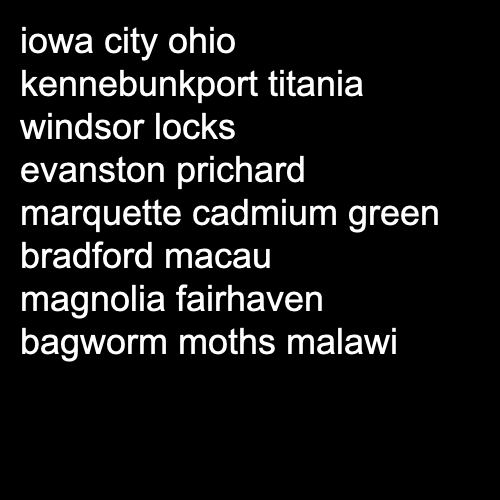 iowa city ohio
kennebunkport titania
windsor locks
evanston prichard
marquette cadmium green
bradford macau
magnolia fairhaven
bagworm moths malawi